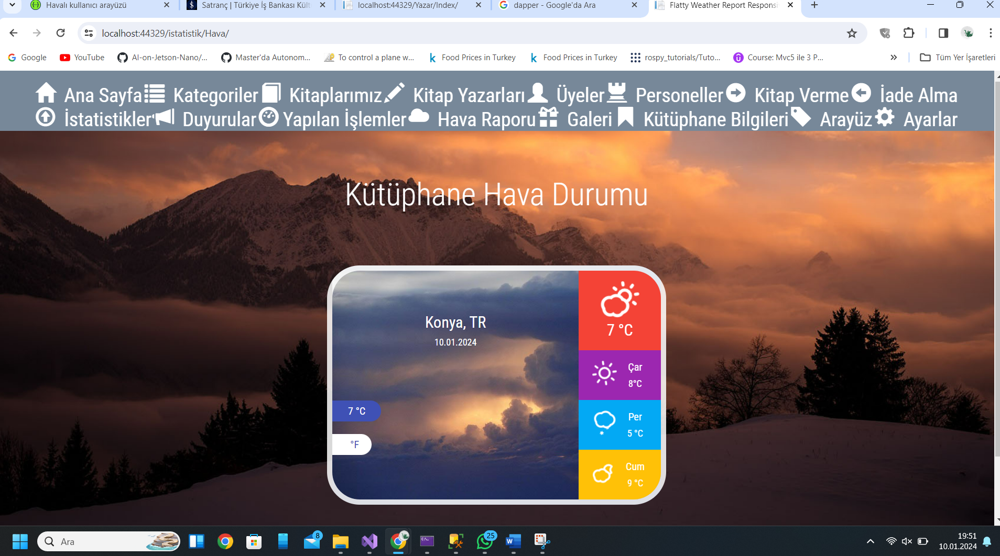 Havalı kullanıcı arayüzü
Satranç | Türkiye İş Bankası Kült
localhost:44329/Yazar/Index/
dapper - Google'da Ara
Flatty Weather Report Responsi
localhost:44329/istatistik/Hava/
Google
YouTube
AI-on-Jetson-Nano/...
Master'da Autonom...
To control a plane w...
Food Prices in Turkey
Food Prices in Turkey
rospy_tutorials/Tuto...
Course: Mvc5 ile 3 P...
Tüm Yer İşaretleri
Ana Sayfa Kategoriler Kitaplarımız Kitap Yazarları Üyeler Personeller Kitap Verme İade Alma
İstatistikler Duyurular Yapılan İşlemler Hava Raporu Galeri Kütüphane Bilgileri Arayüz Ayarlar
Kütüphane Hava Durumu
Konya, TR
10.01.2024
7 °C
°F
7 °C
Çar
8°C
Per
5 °C
Cum
9 °C
Ara
8
25
19:51
10.01.2024